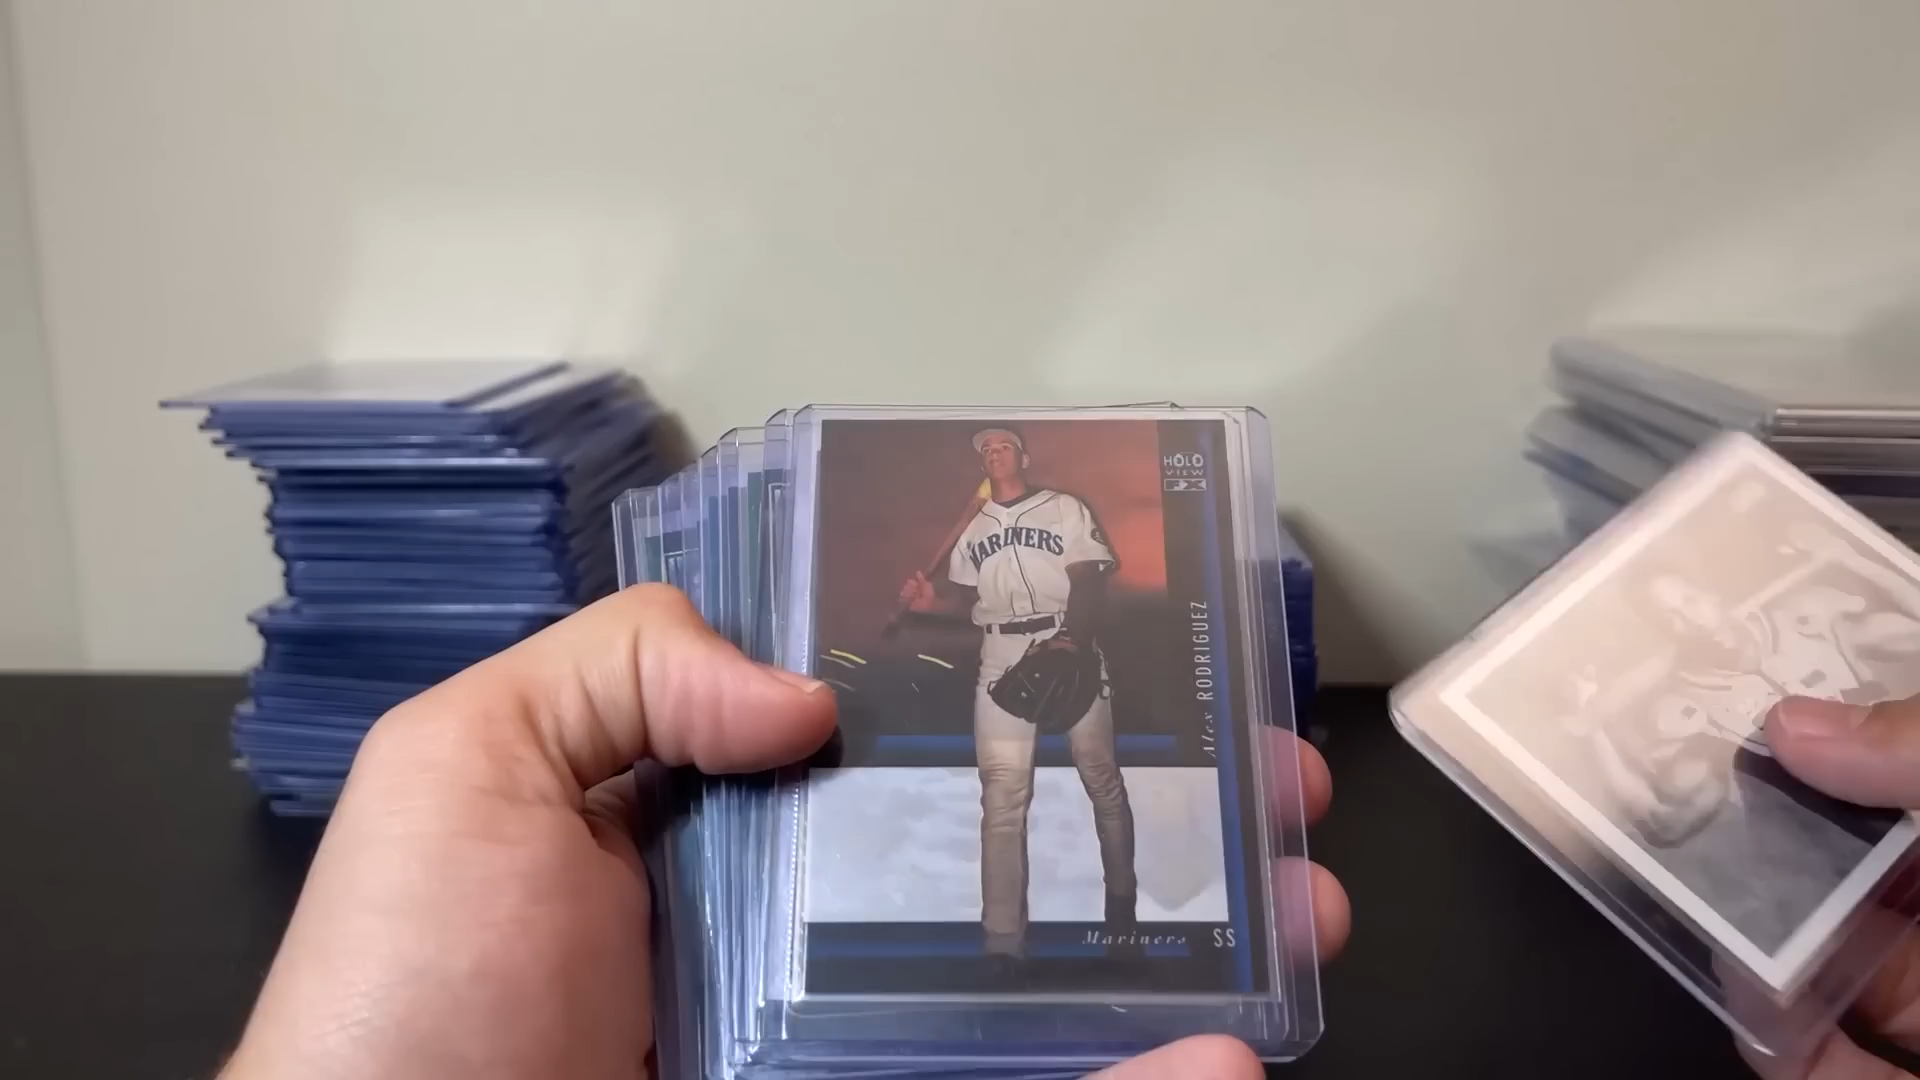 HOLO
VIEW
FX
MARINERS
Alex RODRIGUEZ
Mariners SS